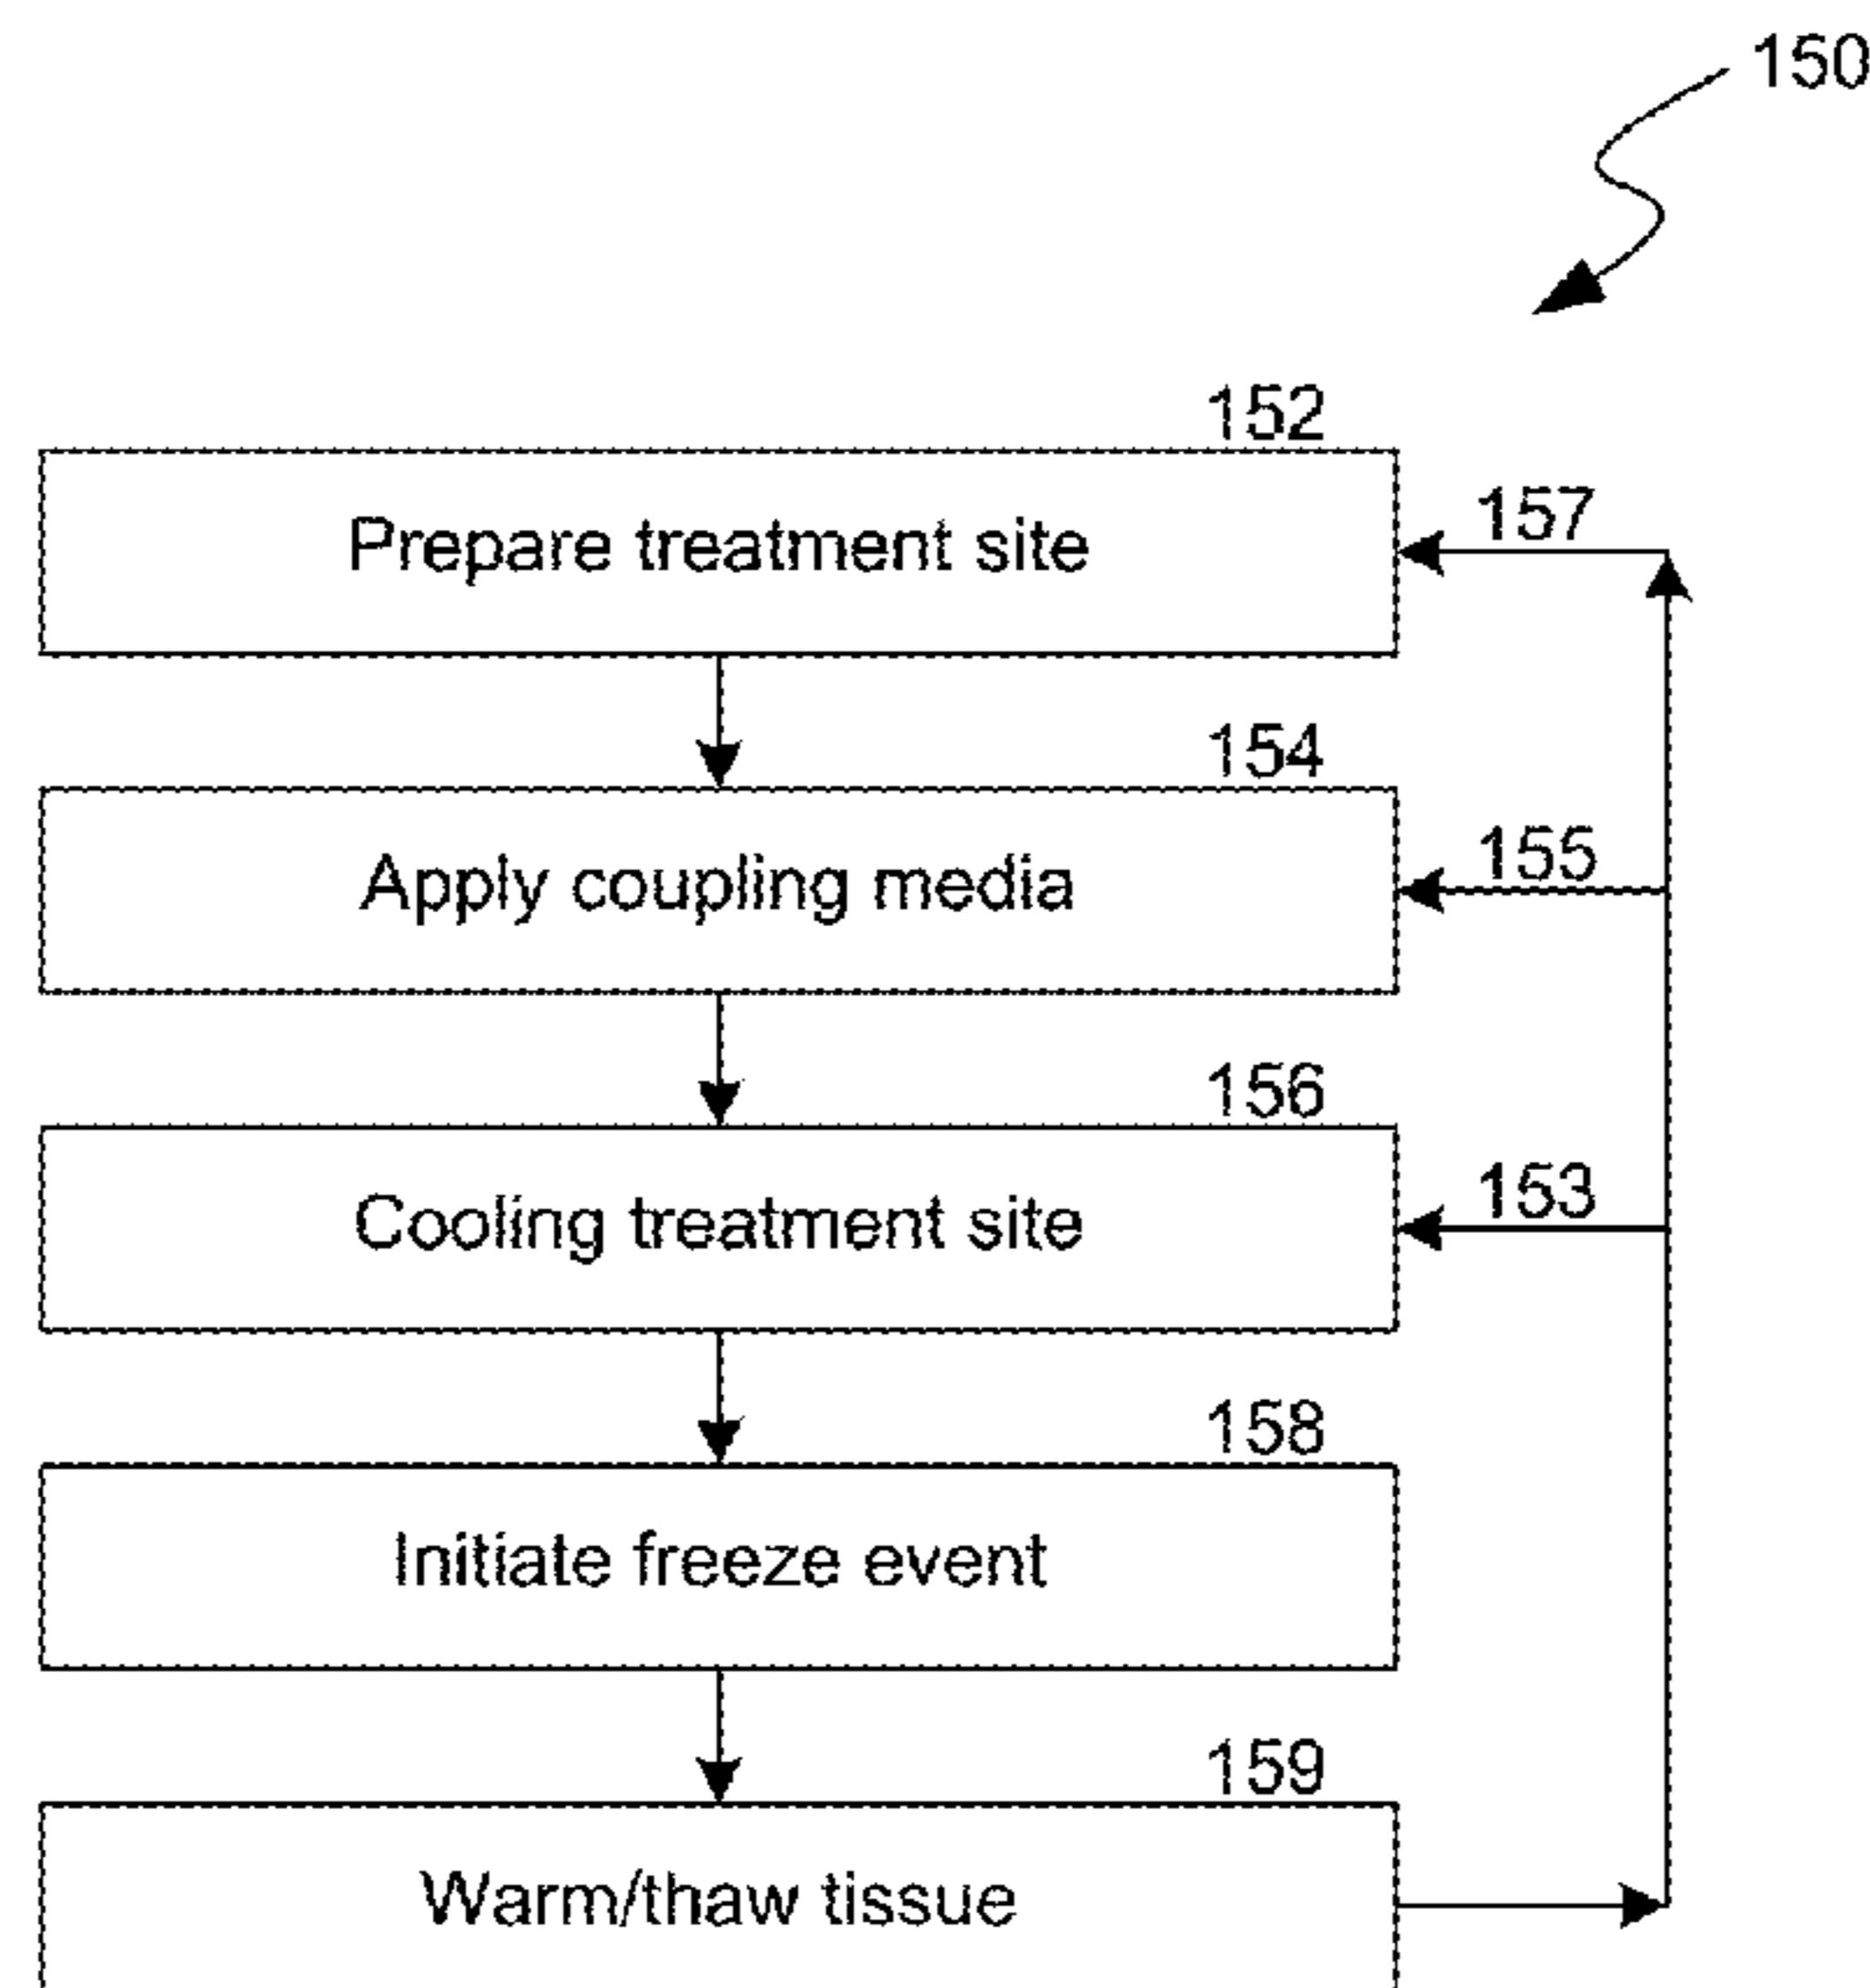 150
152
Prepare treatment site
157
154
Apply coupling media
155
156
Cooling treatment site
153
158
Initiate freeze event
159
Warm/thaw tissue